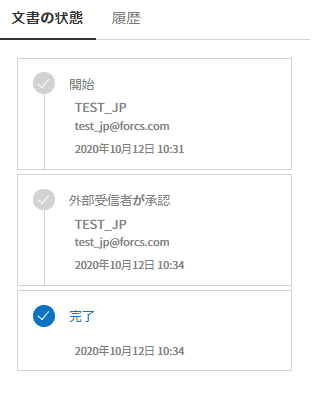 文書の状態 履歴
開始
TEST_JP
test_jp@forcs.com
2020年10月12日 10:31
外部受信者が承認
TEST_JP
test_jp@forcs.com
2020年10月12日 10:34
完了
2020年10月12日 10:34